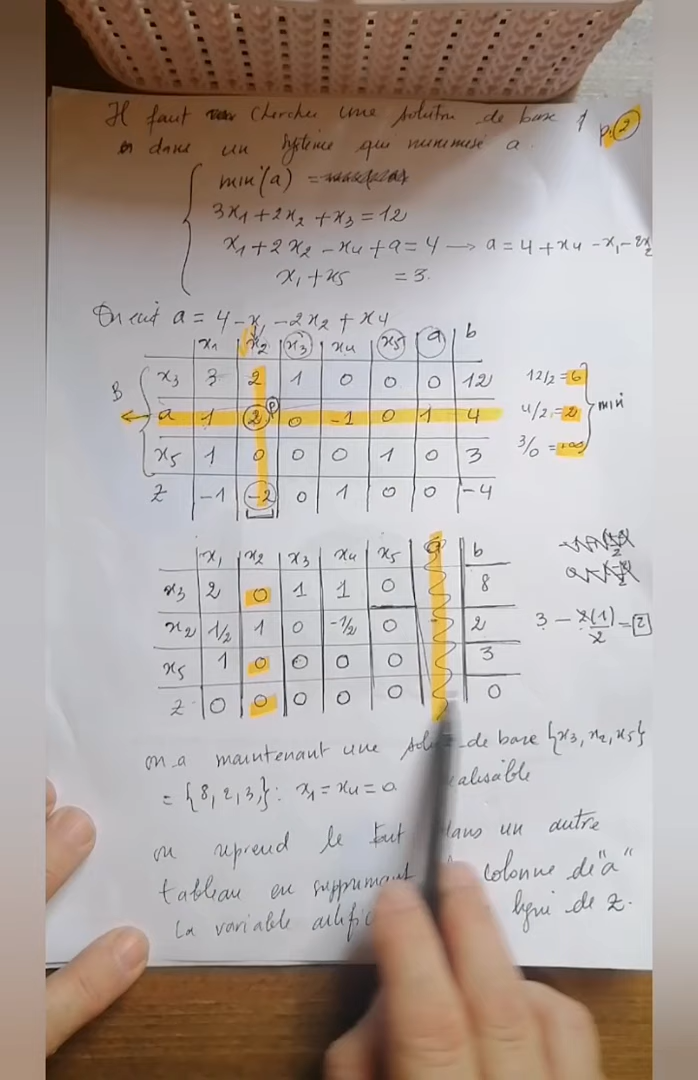 Il faut chercher une solution de base 1
p.2
dans un système qui minimise a.
min(a) =
3x1 + 2x2 + x3 = 12
x1 + 2x2 - x4 + a = 4 → a = 4 + x4 - x1 - 2x2
x1 + x5 = 3.
On écrit a = 4 - x1 - 2x2 + x4
x1 x2 x3 x4 x5 a b
B
x3 3 2 1 0 0 0 12 12/2 = 6
a 1 2 0 -1 0 1 4 4/2 = 2 min
x5 1 0 0 0 1 0 3 3/0 = +∞
z -1 -2 0 1 0 0 -4
x1 x2 x3 x4 x5 a b
x3 2 0 1 1 0 8
x2 1/2 1 0 -1/2 0 2
x5 1 0 0 0 0 3
z 0 0 0 0 0 0
on a maintenant une de base {x3, x2, x5}
= {8, 2, 3,} : x1 = x4 = a
on reprend le tout dans un autre
tableau en supprimant colonne de "a"
la variable ligne de z.